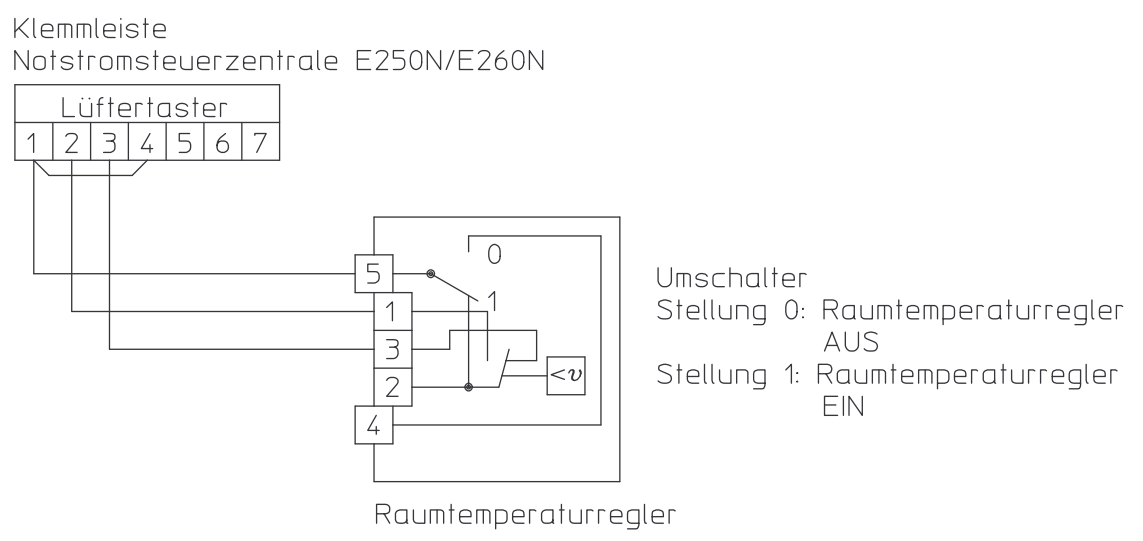 Klemmleiste
Notstromsteuerzentrale E250N/E260N
Lüftertaster
1 2 3 4 5 6 7
0
5
1
1
3
<υ
2
4
Umschalter
Stellung 0: Raumtemperaturregler
AUS
Stellung 1: Raumtemperaturregler
EIN
Raumtemperaturregler